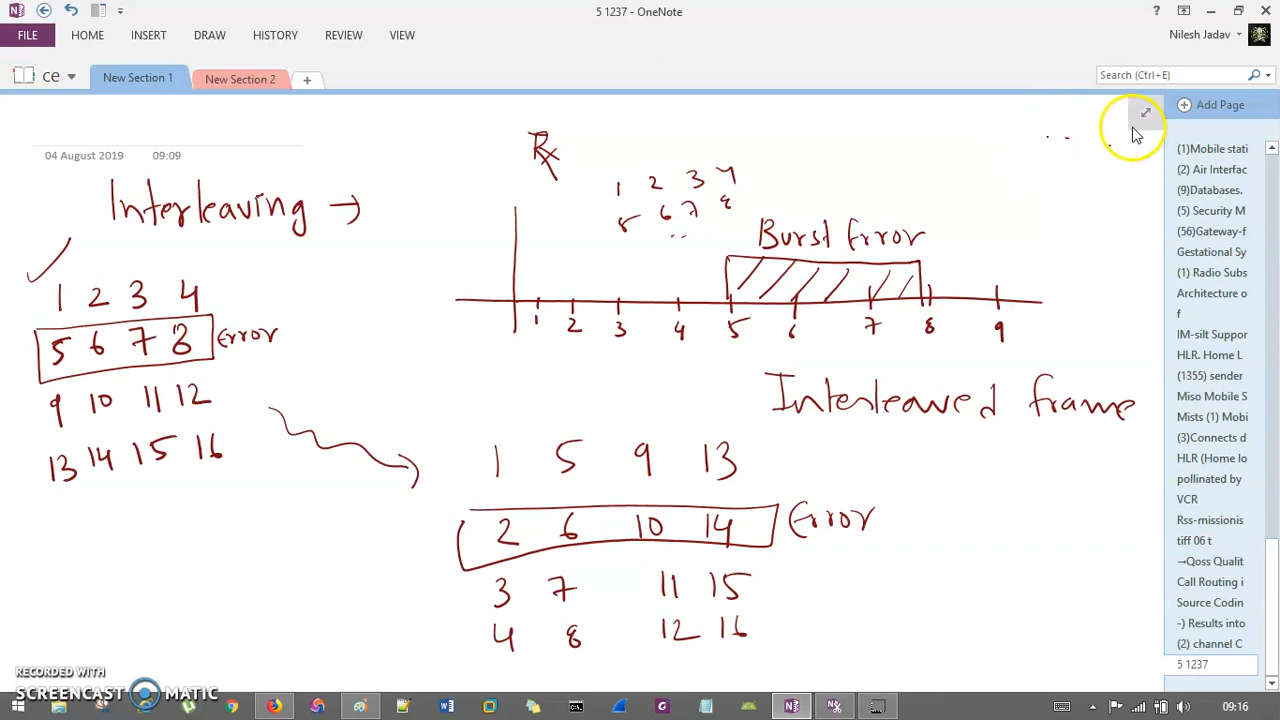 5 1237 - OneNote
Nilesh Jadav
FILE HOME INSERT DRAW HISTORY REVIEW VIEW
ce New Section 1 New Section 2
Search (Ctrl+E)
Add Page
04 August 2019 09:09
Interleaving →
1 2 3 4
5 6 7 8 Error
9 10 11 12
13 14 15 16
Rx
1 2 3 4
5 6 7 8
Burst Error
1 2 3 4 5 6 7 8 9
Interleaved frame
1 5 9 13
2 6 10 14 Error
3 7 11 15
4 8 12 16
(1)Mobile stati
(2) Air Interfac
(9)Databases.
(5) Security M
(56)Gateway-f
Gestational Sy
(1) Radio Subs
Architecture o
f
IM-silt Suppor
HLR. Home L
(1355) sender
Miso Mobile S
Mists (1) Mobi
(3)Connects d
HLR (Home lo
pollinated by
VCR
Rss-missionis
tiff 06 t
→Qoss Qualit
Call Routing i
Source Codin
-) Results into
(2) channel C
5 1237
RECORDED WITH
SCREENCAST MATIC
09:16